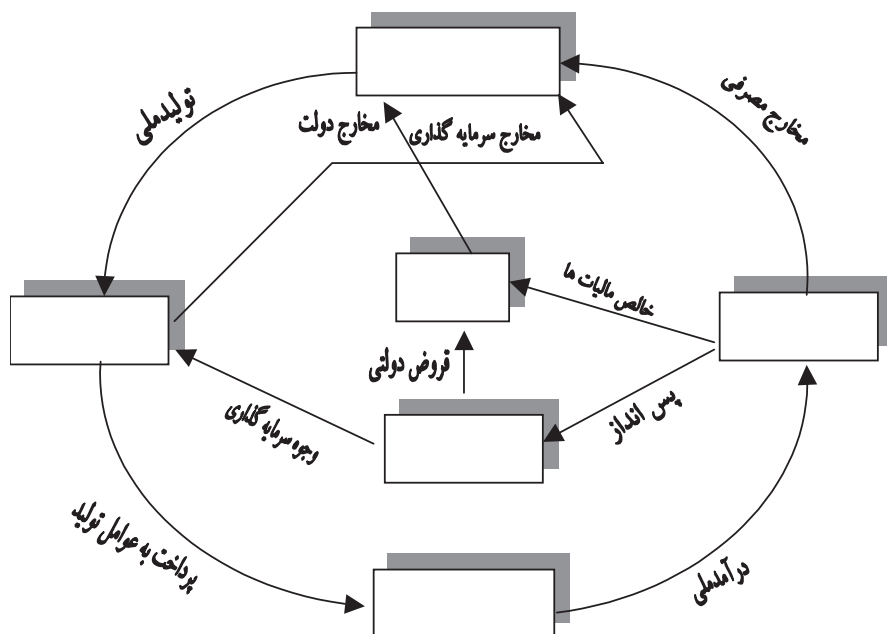 مخارج مصرفی
تولیدملی
مخارج سرمایه گذاری
مخارج دولت
خالص مالیات ها
قروض دولتی
پس انداز
وجوه سرمایه گذاری
پرداخت به عوامل تولید
درآمدملی